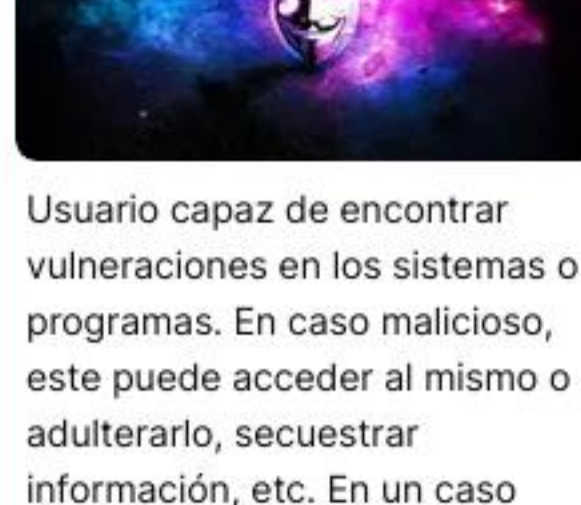 Usuario capaz de encontrar
vulneraciones en los sistemas o
programas. En caso malicioso,
este puede acceder al mismo o
adulterarlo, secuestrar
información, etc. En un caso